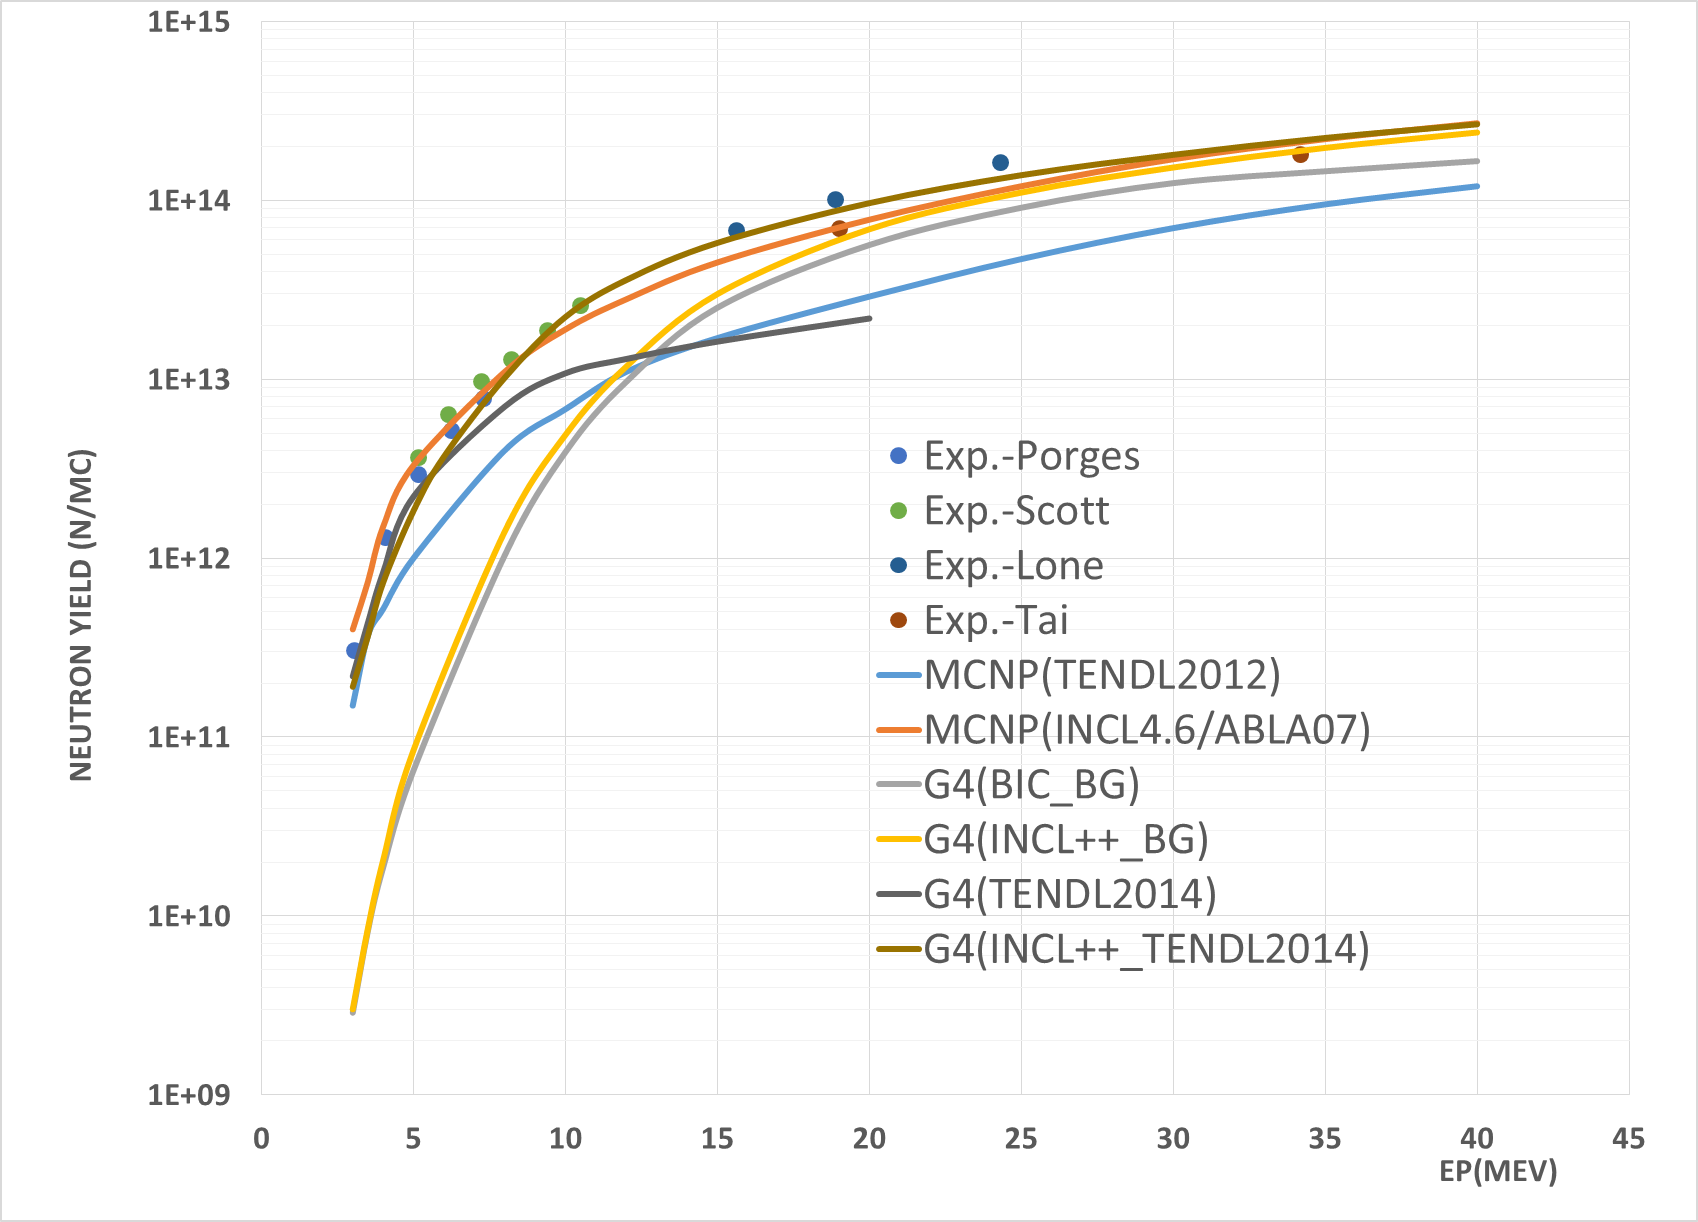 1E+15
1E+14
1E+13
1E+12
1E+11
1E+10
1E+09
NEUTRON YIELD (N/MC)
Exp.-Porges
Exp.-Scott
Exp.-Lone
Exp.-Tai
MCNP(TENDL2012)
MCNP(INCL4.6/ABLA07)
G4(BIC_BG)
G4(INCL++_BG)
G4(TENDL2014)
G4(INCL++_TENDL2014)
0 5 10 15 20 25 30 35 40 45
EP(MEV)